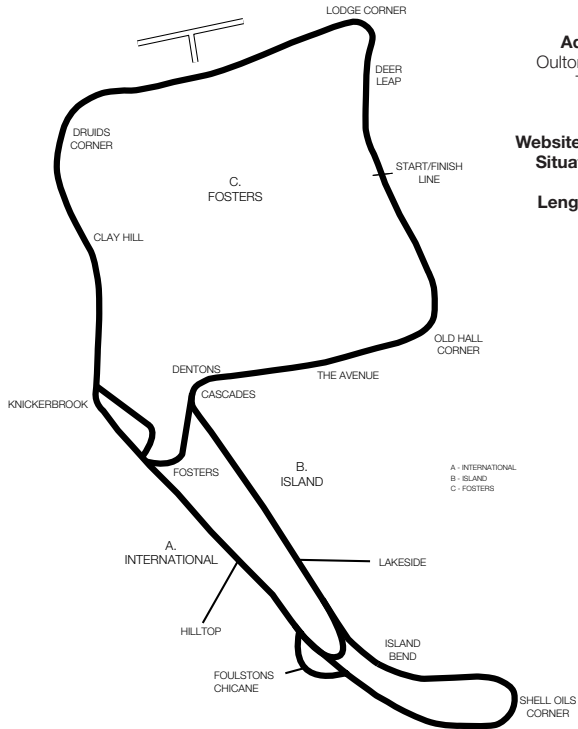 LODGE CORNER
DEER
LEAP
DRUIDS
CORNER
START/FINISH
LINE
C.
FOSTERS
CLAY HILL
OLD HALL
CORNER
DENTONS
THE AVENUE
CASCADES
KNICKERBROOK
FOSTERS
B.
ISLAND
A - INTERNATIONAL
B - ISLAND
C - FOSTERS
A.
INTERNATIONAL
LAKESIDE
HILLTOP
ISLAND
BEND
FOULSTONS
CHICANE
SHELL OILS
CORNER
Ad
Oulton
Website
Situa
Leng